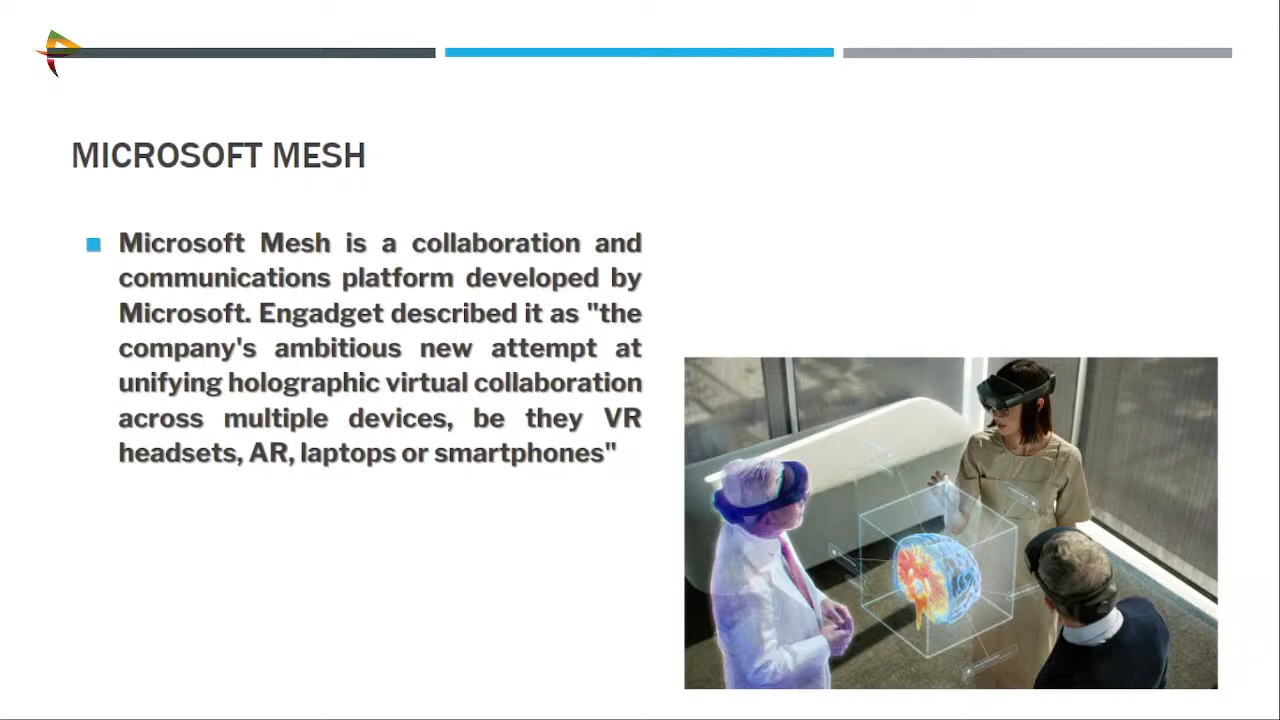 MICROSOFT MESH
Microsoft Mesh is a collaboration and
communications platform developed by
Microsoft. Engadget described it as "the
company's ambitious new attempt at
unifying holographic virtual collaboration
across multiple devices, be they VR
headsets, AR, laptops or smartphones"